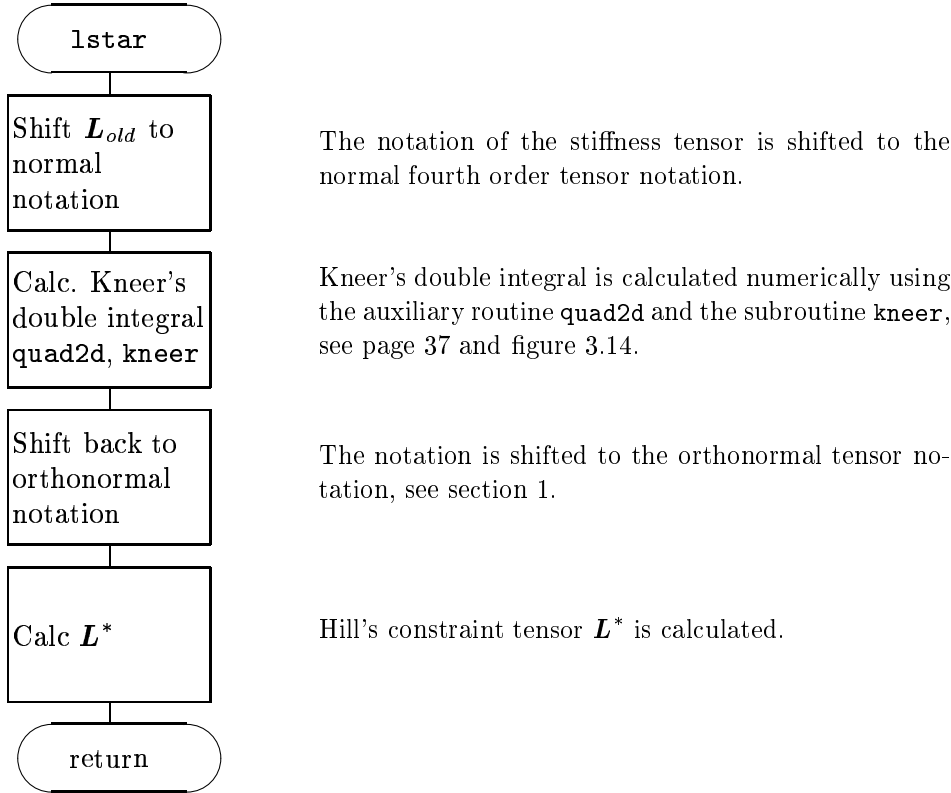 lstar
Shift L_old to
normal
notation
The notation of the stiffness tensor is shifted to the
normal fourth order tensor notation.
Calc. Kneer's
double integral
quad2d, kneer
Kneer's double integral is calculated numerically using
the auxiliary routine quad2d and the subroutine kneer,
see page 37 and figure 3.14.
Shift back to
orthonormal
notation
The notation is shifted to the orthonormal tensor no-
tation, see section 1.
Calc L*
Hill's constraint tensor L* is calculated.
return